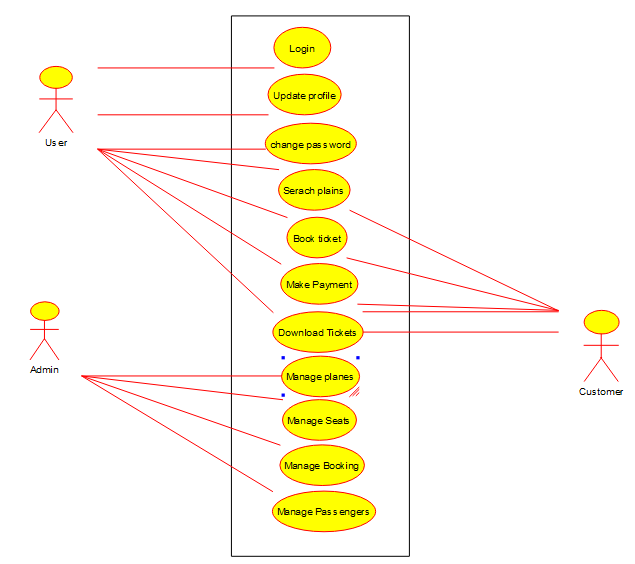 Login
Update profile
change password
User
Serach plains
Book ticket
Make Payment
Download Tickets
Admin
Manage planes
Customer
Manage Seats
Manage Booking
Manage Passengers